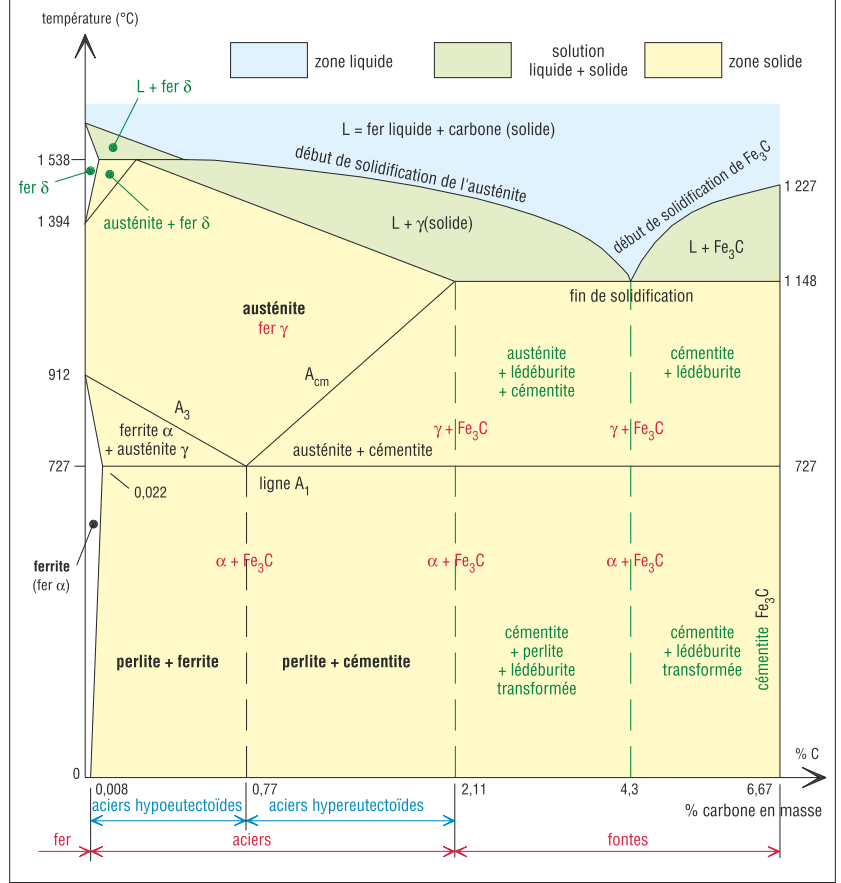 température (°C)
zone liquide
solution
liquide + solide
zone solide
L + fer δ
L = fer liquide + carbone (solide)
début de solidification de l'austénite
début de solidification de Fe₃C
1 538
fer δ
1 394
austénite + fer δ
L + γ(solide)
L + Fe₃C
1 227
1 148
fin de solidification
austénite
fer γ
austénite
+ lédéburite
+ cémentite
cémentite
+ lédéburite
912
A₃
Acm
ferrite α
+ austénite γ
γ + Fe₃C
γ + Fe₃C
austénite + cémentite
727
727
0,022
ligne A₁
ferrite
(fer α)
α + Fe₃C
α + Fe₃C
α + Fe₃C
perlite + ferrite
perlite + cémentite
cémentite
+ perlite
+ lédéburite
transformée
cémentite
+ lédéburite
transformée
cémentite Fe₃C
0
% C
0,008
0,77
2,11
4,3
6,67
% carbone en masse
aciers hypoeutectoïdes
aciers hypereutectoïdes
fer
aciers
fontes